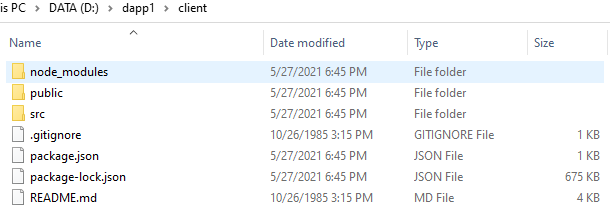 is PC > DATA (D:) > dapp1 > client
Name Date modified Type Size
node_modules 5/27/2021 6:45 PM File folder
public 5/27/2021 6:45 PM File folder
src 5/27/2021 6:45 PM File folder
.gitignore 10/26/1985 3:15 PM GITIGNORE File 1 KB
package.json 5/27/2021 6:45 PM JSON File 1 KB
package-lock.json 5/27/2021 6:45 PM JSON File 675 KB
README.md 10/26/1985 3:15 PM MD File 4 KB